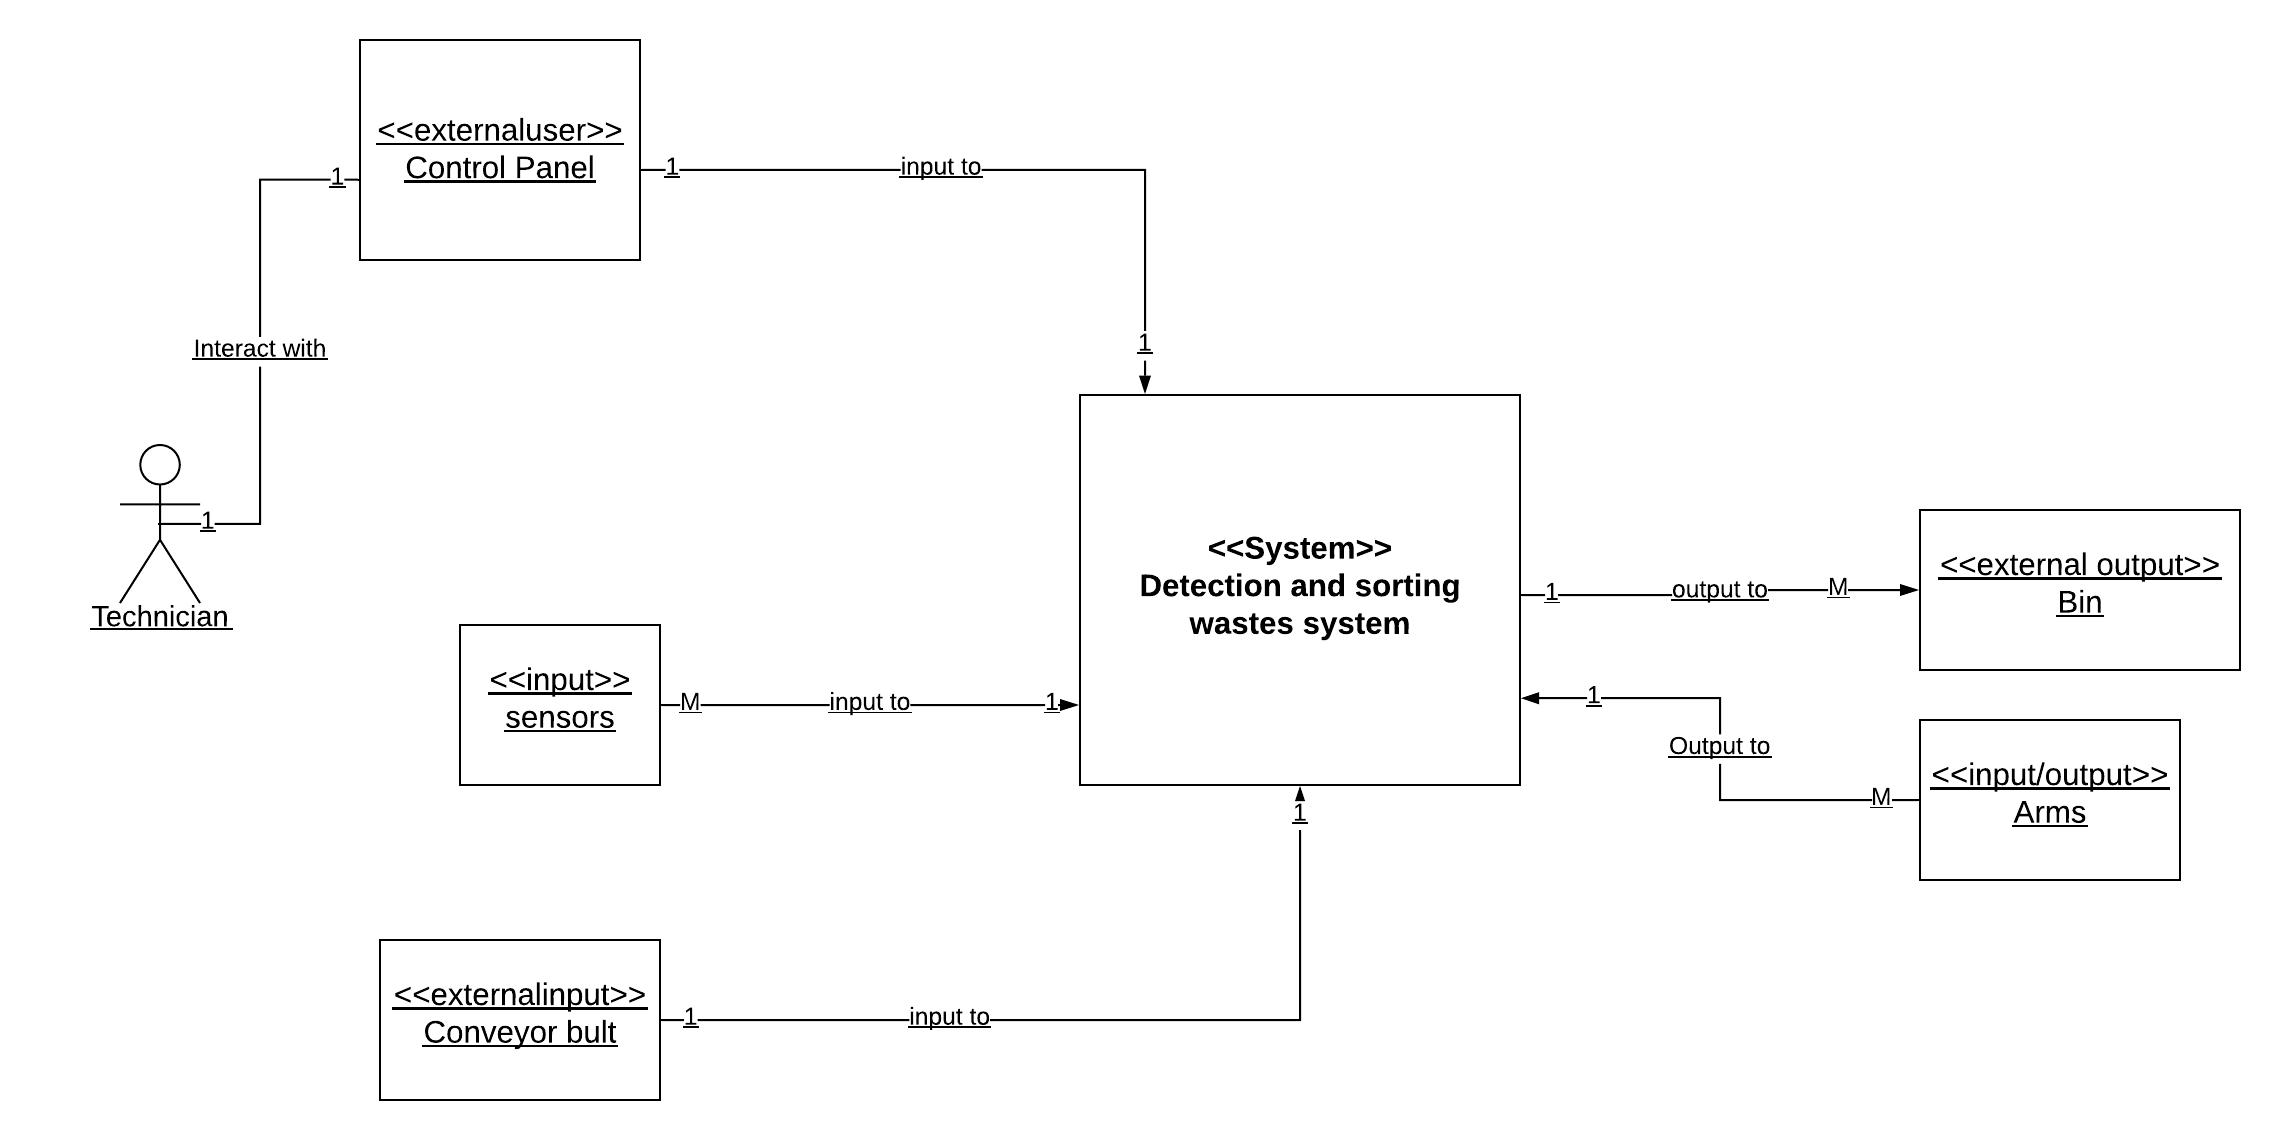 <<externaluser>>
Control Panel
1
input to
1
1
Interact with
1
Technician
<<System>>
Detection and sorting
wastes system
1
output to
M
<<external output>>
Bin
<<input>>
sensors
M
input to
1
1
Output to
M
<<input/output>>
Arms
1
<<externalinput>>
Conveyor bult
1
input to